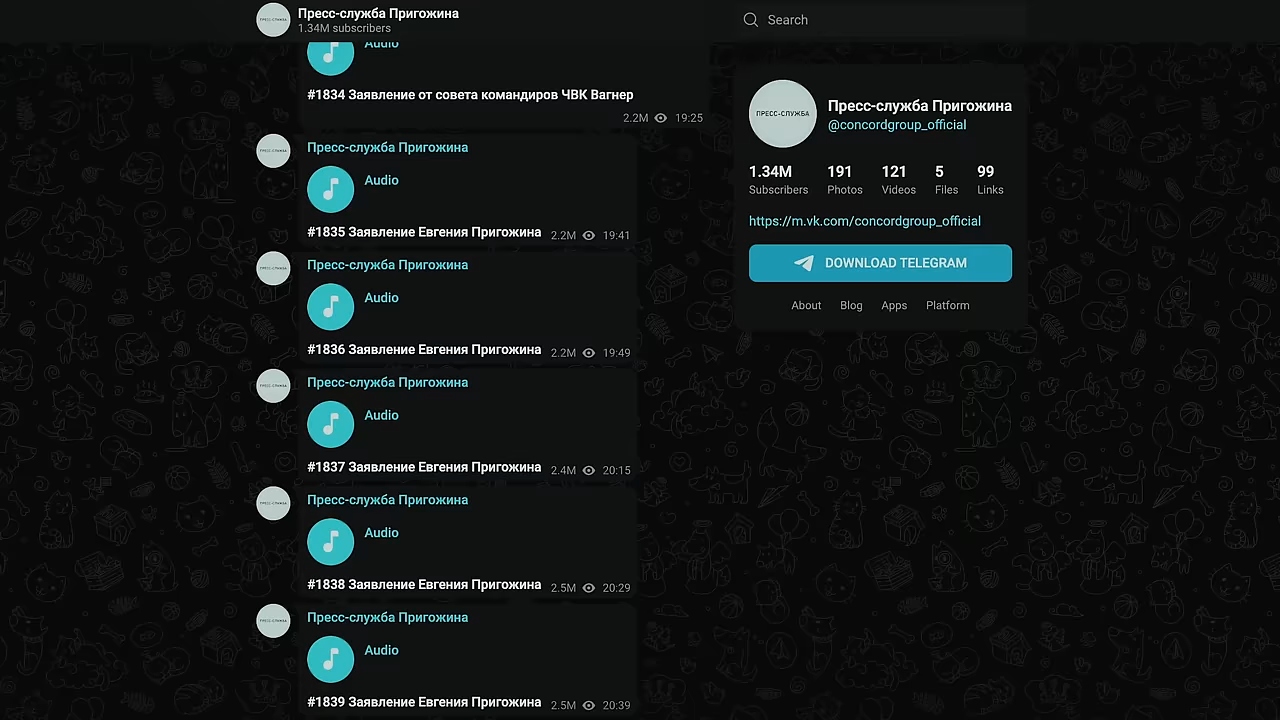 Пресс-служба Пригожина
1.34M subscribers
Search
Audio
#1834 Заявление от совета командиров ЧВК Вагнер
2.2M 19:25
Пресс-служба Пригожина
Audio
#1835 Заявление Евгения Пригожина 2.2M 19:41
Пресс-служба Пригожина
Audio
#1836 Заявление Евгения Пригожина 2.2M 19:49
Пресс-служба Пригожина
Audio
#1837 Заявление Евгения Пригожина 2.4M 20:15
Пресс-служба Пригожина
Audio
#1838 Заявление Евгения Пригожина 2.5M 20:29
Пресс-служба Пригожина
Audio
#1839 Заявление Евгения Пригожина 2.5M 20:39
ПРЕСС-СЛУЖБА
Пресс-служба Пригожина
@concordgroup_official
1.34M 191 121 5 99
Subscribers Photos Videos Files Links
https://m.vk.com/concordgroup_official
DOWNLOAD TELEGRAM
About Blog Apps Platform